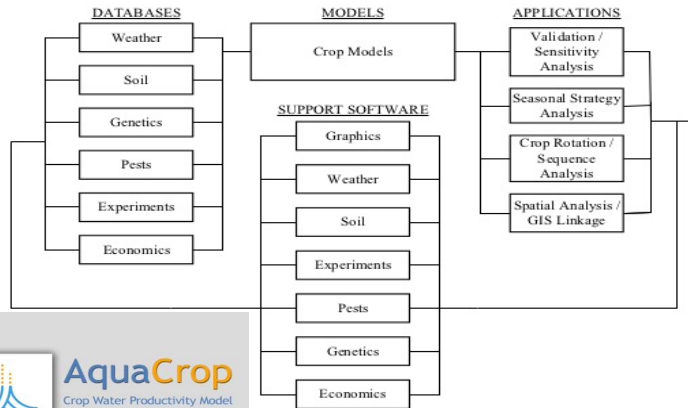 DATABASES
Weather
Soil
Genetics
Pests
Experiments
Economics
MODELS
Crop Models
SUPPORT SOFTWARE
Graphics
Weather
Soil
Experiments
Pests
Genetics
Economics
APPLICATIONS
Validation /
Sensitivity
Analysis
Seasonal Strategy
Analysis
Crop Rotation /
Sequence
Analysis
Spatial Analysis /
GIS Linkage
AquaCrop
Crop Water Productivity Model